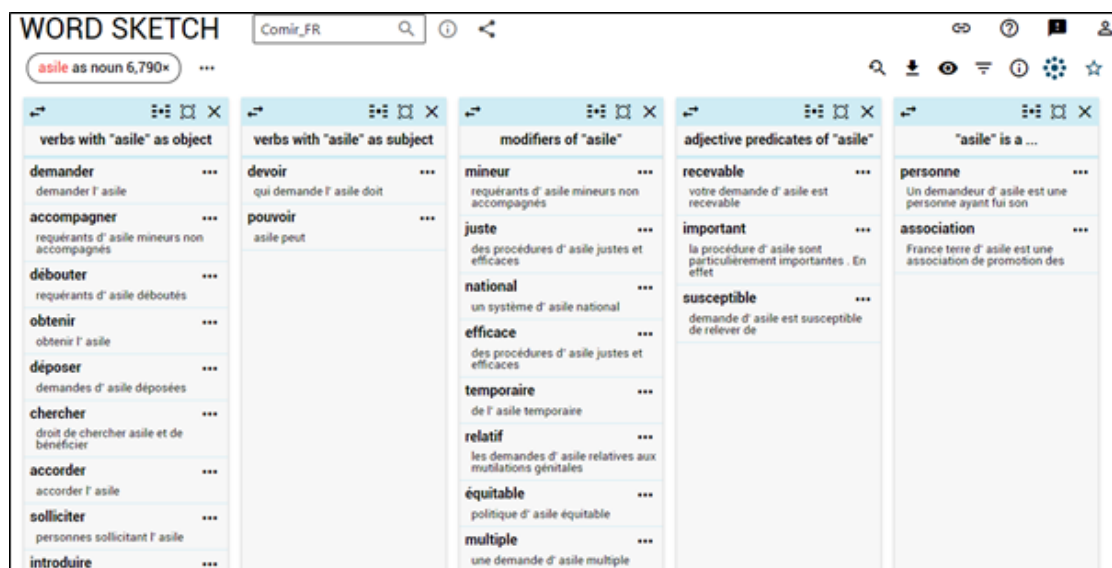 WORD SKETCH
Comir_FR
asile as noun 6,790×
verbs with "asile" as object
demander
demander l' asile
accompagner
requérants d' asile mineurs non
accompagnés
débouter
requérants d' asile déboutés
obtenir
obtenir l' asile
déposer
demandes d' asile déposées
chercher
droit de chercher asile et de
bénéficier
accorder
accorder l' asile
solliciter
personnes sollicitant l' asile
introduire
verbs with "asile" as subject
devoir
qui demande l' asile doit
pouvoir
asile peut
modifiers of "asile"
mineur
requérants d' asile mineurs non
accompagnés
juste
des procédures d' asile justes et
efficaces
national
un système d' asile national
efficace
des procédures d' asile justes et
efficaces
temporaire
de l' asile temporaire
relatif
les demandes d' asile relatives aux
mutilations génitales
équitable
politique d' asile équitable
multiple
une demande d' asile multiple
adjective predicates of "asile"
recevable
votre demande d' asile est
recevable
important
la procédure d' asile sont
particulièrement importantes . En
effet
susceptible
demande d' asile est susceptible
de relever de
"asile" is a ...
personne
Un demandeur d' asile est une
personne ayant fui son
association
France terre d' asile est une
association de promotion des